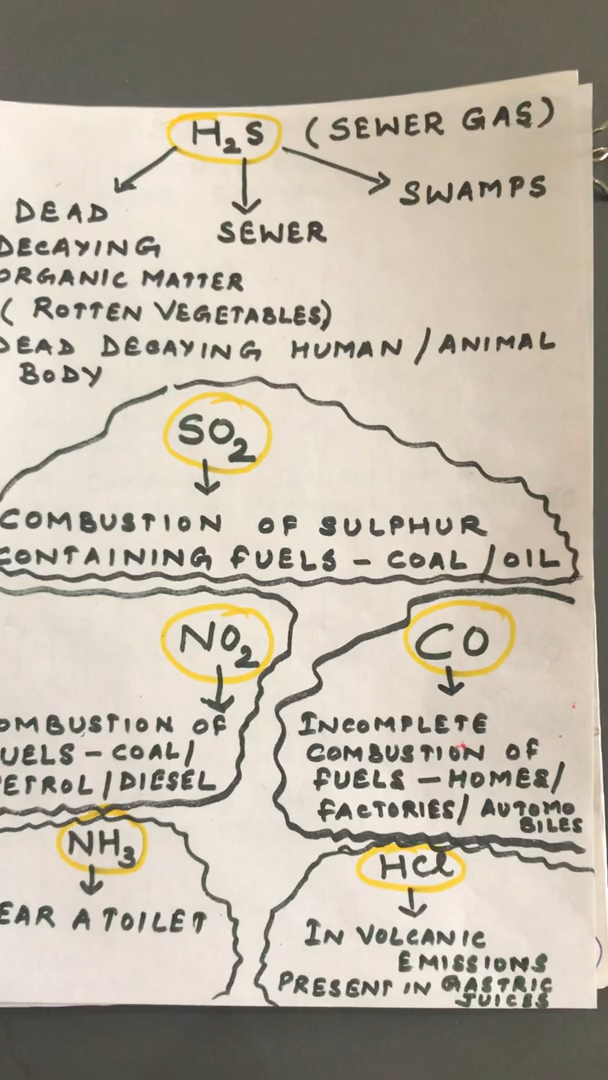 H₂S (SEWER GAS)
SWAMPS
DEAD
SEWER
DECAYING
ORGANIC MATTER
( ROTTEN VEGETABLES)
DEAD DECAYING HUMAN / ANIMAL
BODY
SO₂
COMBUSTION OF SULPHUR
CONTAINING FUELS - COAL / OIL
NO₂
OMBUSTION OF
UELS - COAL /
ETROL / DIESEL
CO
INCOMPLETE
COMBUSTION OF
FUELS - HOMES /
FACTORIES / AUTOMO
BILES
NH₃
EAR A TOILET
HCl
IN VOLCANIC
EMISSIONS
PRESENT IN GASTRIC
JUICES